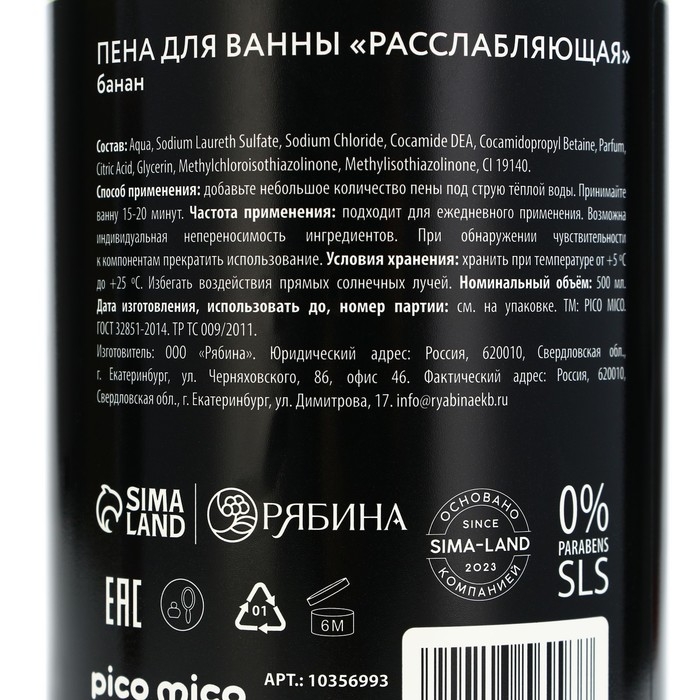 ПЕНА ДЛЯ ВАННЫ «РАССЛАБЛЯЮЩАЯ»
банан
Состав: Aqua, Sodium Laureth Sulfate, Sodium Chloride, Cocamide DEA, Cocamidopropyl Betaine, Parfum,
Citric Acid, Glycerin, Methylchloroisothiazolinone, Methylisothiazolinone, CI 19140.
Способ применения: добавьте небольшое количество пены под струю тёплой воды. Принимайте
ванну 15-20 минут. Частота применения: подходит для ежедневного применения. Возможна
индивидуальная непереносимость ингредиентов. При обнаружении чувствительности
к компонентам прекратить использование. Условия хранения: хранить при температуре от +5 ºC
до +25 ºC. Избегать воздействия прямых солнечных лучей. Номинальный объём: 500 мл.
Дата изготовления, использовать до, номер партии: см. на упаковке. ТМ: PICO MICO.
ГОСТ 32851-2014. ТР ТС 009/2011.
Изготовитель: ООО «Рябина». Юридический адрес: Россия, 620010, Свердловская обл.,
г. Екатеринбург, ул. Черняховского, 86, офис 46. Фактический адрес: Россия, 620010,
Свердловская обл., г. Екатеринбург, ул. Димитрова, 17. info@ryabinaekb.ru
SIMA
LAND
РЯБИНА
ОСНОВАНО
SINCE
SIMA-LAND
2023
КОМПАНИЕЙ
0%
PARABENS
SLS
EAC
01
6M
pico mico
АРТ.: 10356993